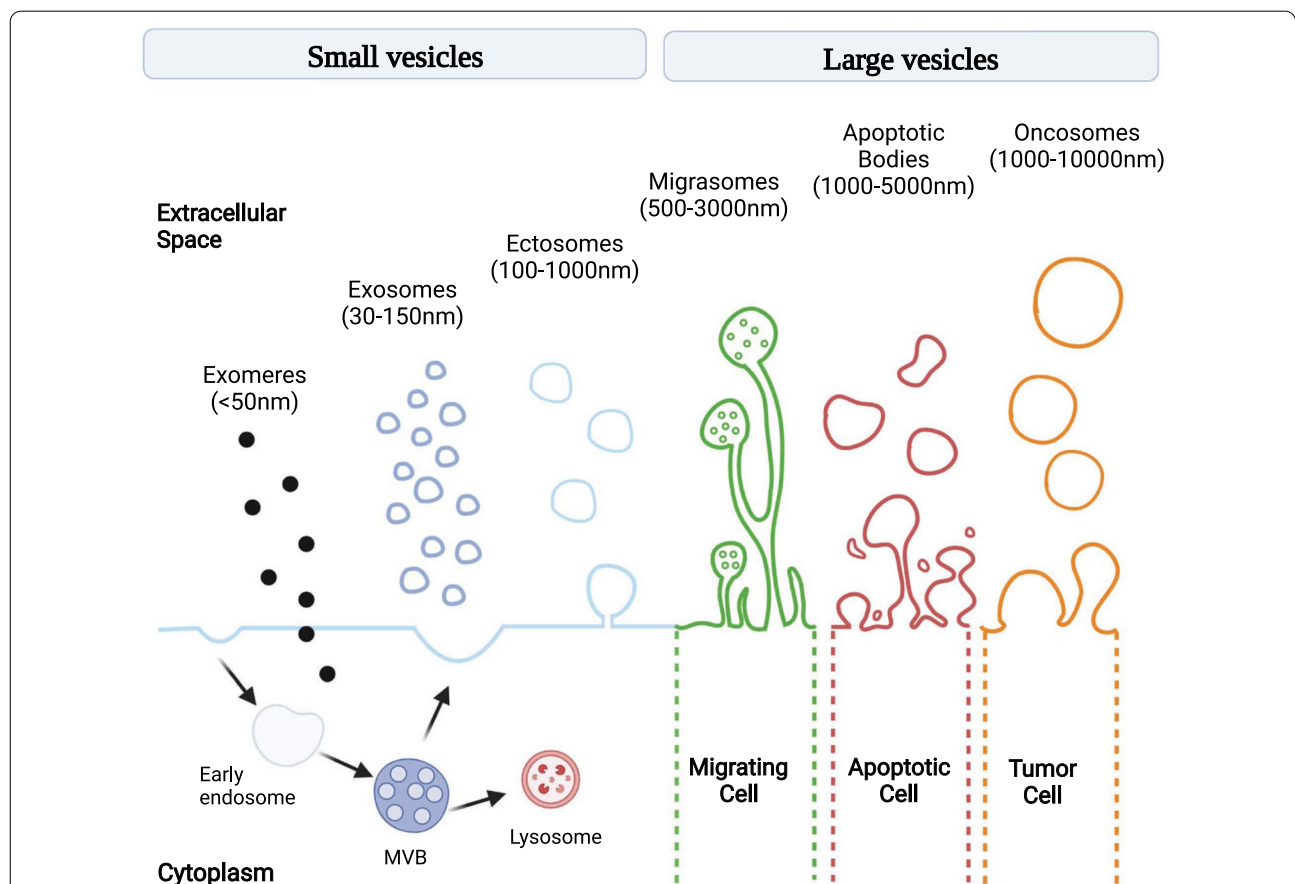 Small vesicles
Large vesicles
Extracellular
Space
Exomeres
(<50nm)
Exosomes
(30-150nm)
Ectosomes
(100-1000nm)
Migrasomes
(500-3000nm)
Apoptotic
Bodies
(1000-5000nm)
Oncosomes
(1000-10000nm)
Early
endosome
MVB
Lysosome
Migrating
Cell
Apoptotic
Cell
Tumor
Cell
Cytoplasm